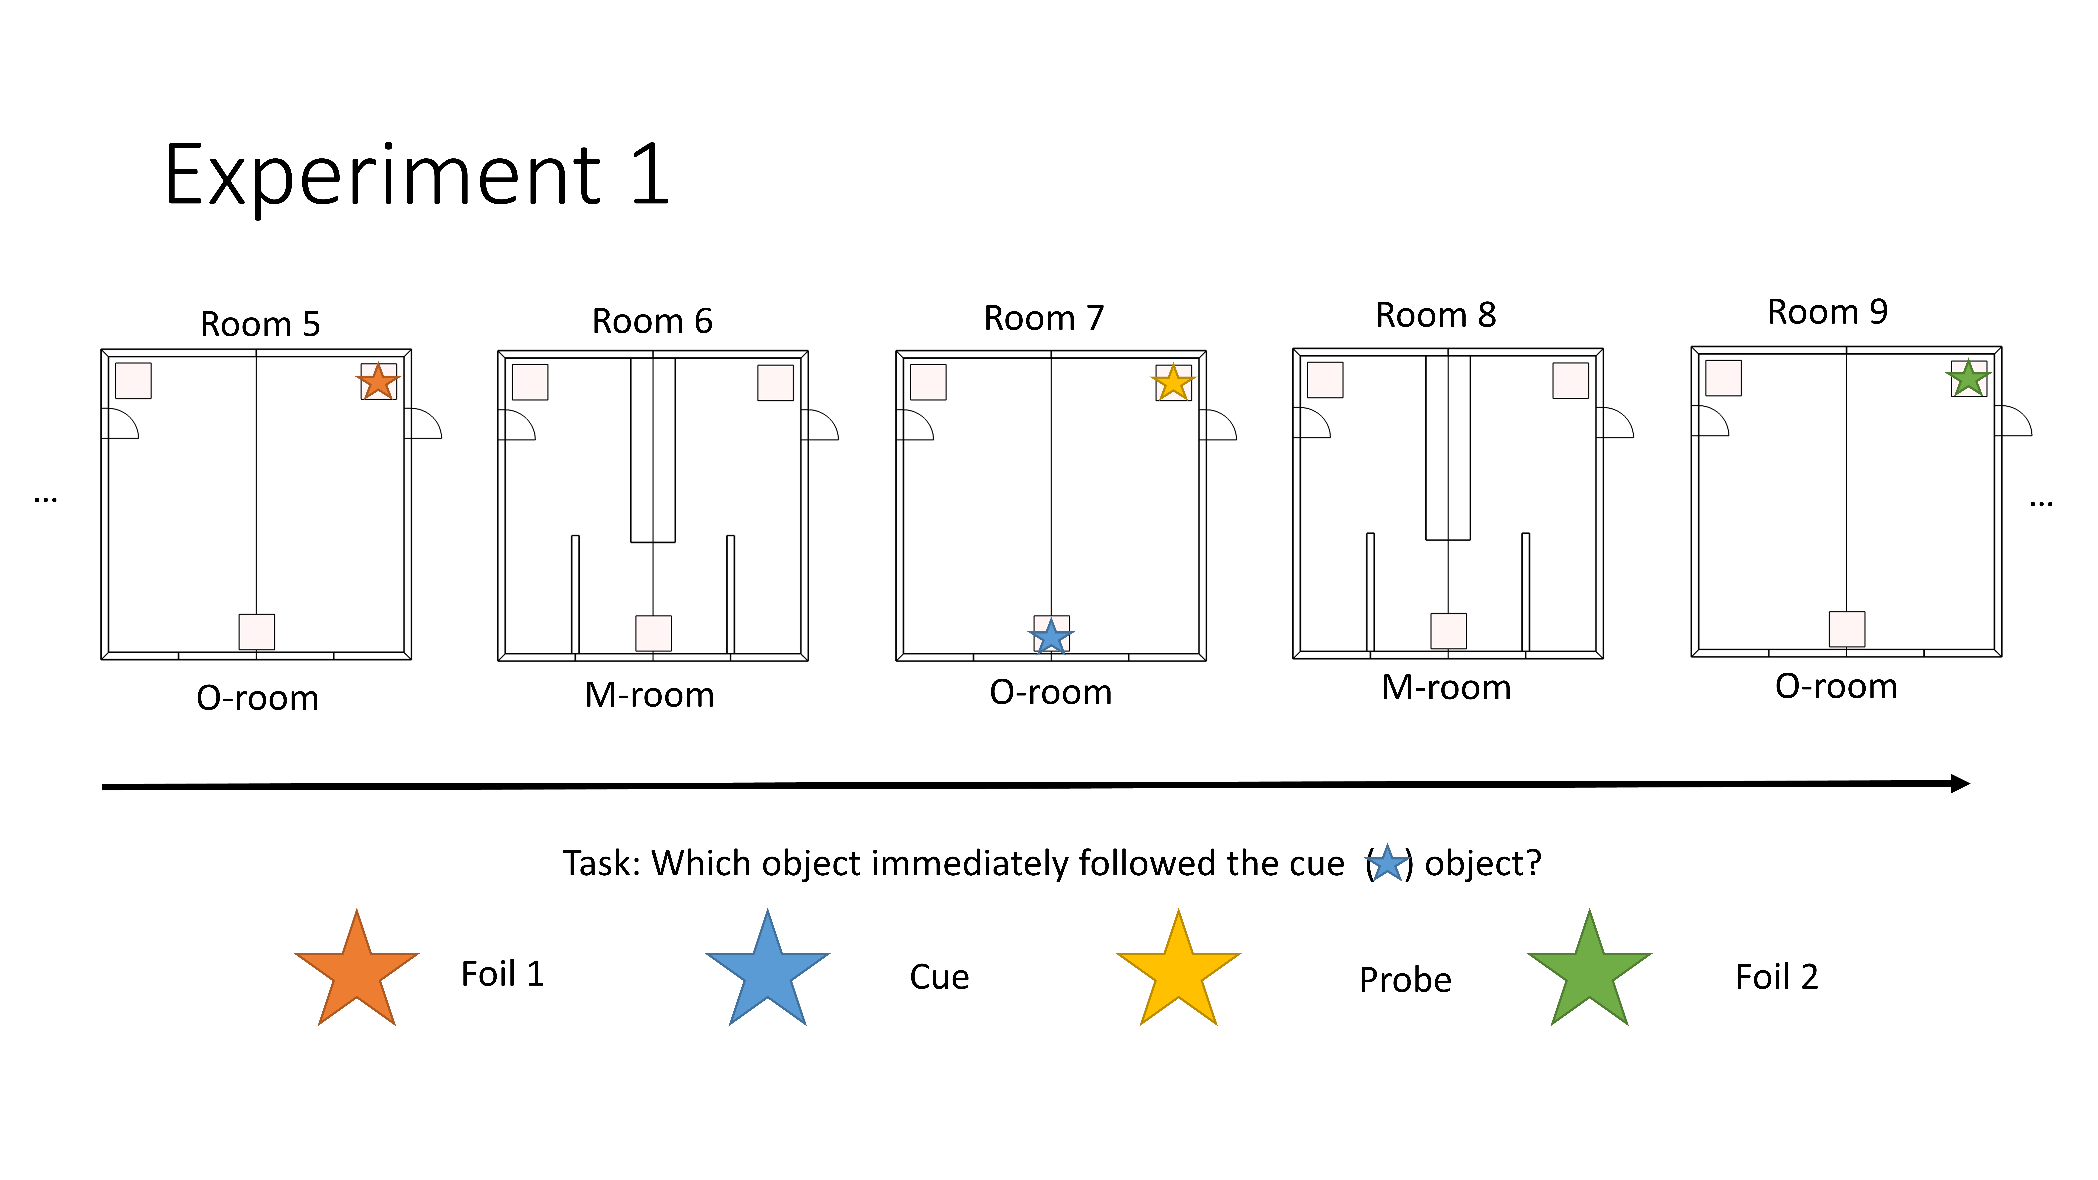 Experiment 1
Room 5
Room 6
Room 7
Room 8
Room 9
...
...
O-room
M-room
O-room
M-room
O-room
Task: Which object immediately followed the cue ( ) object?
Foil 1
Cue
Probe
Foil 2